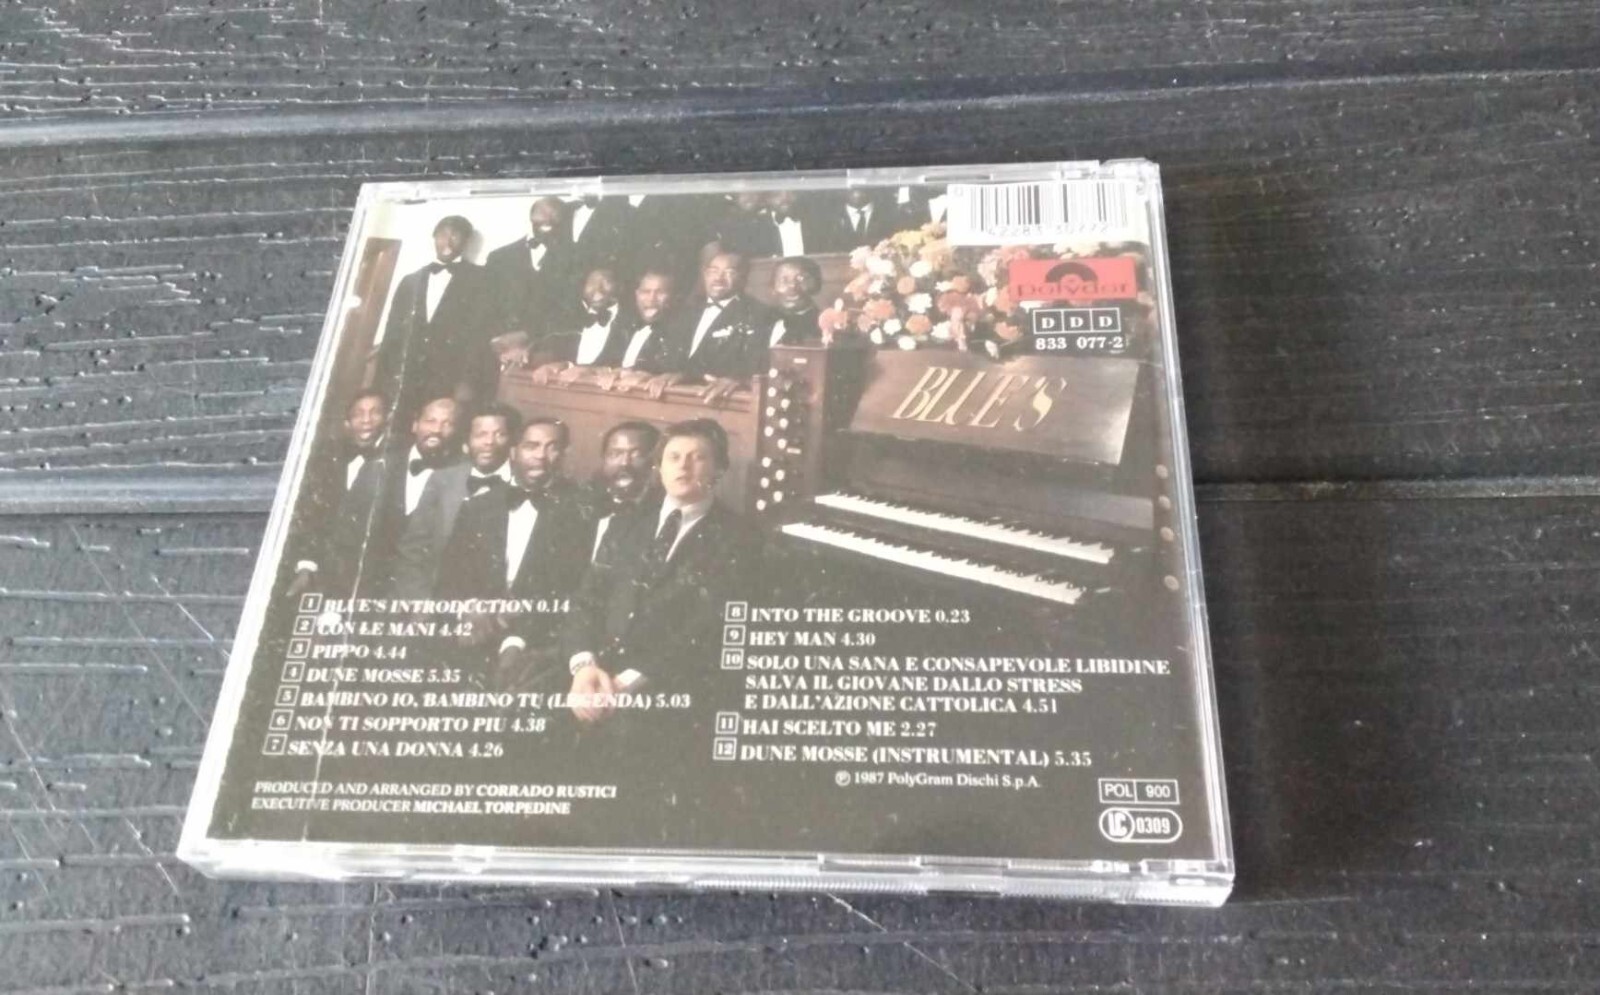 polydor
D D D
833 077-2
BLUE'S
1 BLUE'S INTRODUCTION 0.14
2 CON LE MANI 4.42
3 PIPPO 4.44
4 DUNE MOSSE 5.35
5 BAMBINO IO, BAMBINO TU (LEGENDA) 5.03
6 NON TI SOPPORTO PIU 4.38
7 SENZA UNA DONNA 4.26
8 INTO THE GROOVE 0.23
9 HEY MAN 4.30
10 SOLO UNA SANA E CONSAPEVOLE LIBIDINE
SALVA IL GIOVANE DALLO STRESS
E DALL'AZIONE CATTOLICA 4.51
11 HAI SCELTO ME 2.27
12 DUNE MOSSE (INSTRUMENTAL) 5.35
℗ 1987 PolyGram Dischi S.p.A.
PRODUCED AND ARRANGED BY CORRADO RUSTICI
EXECUTIVE PRODUCER MICHAEL TORPEDINE
POL 900
LC 0309